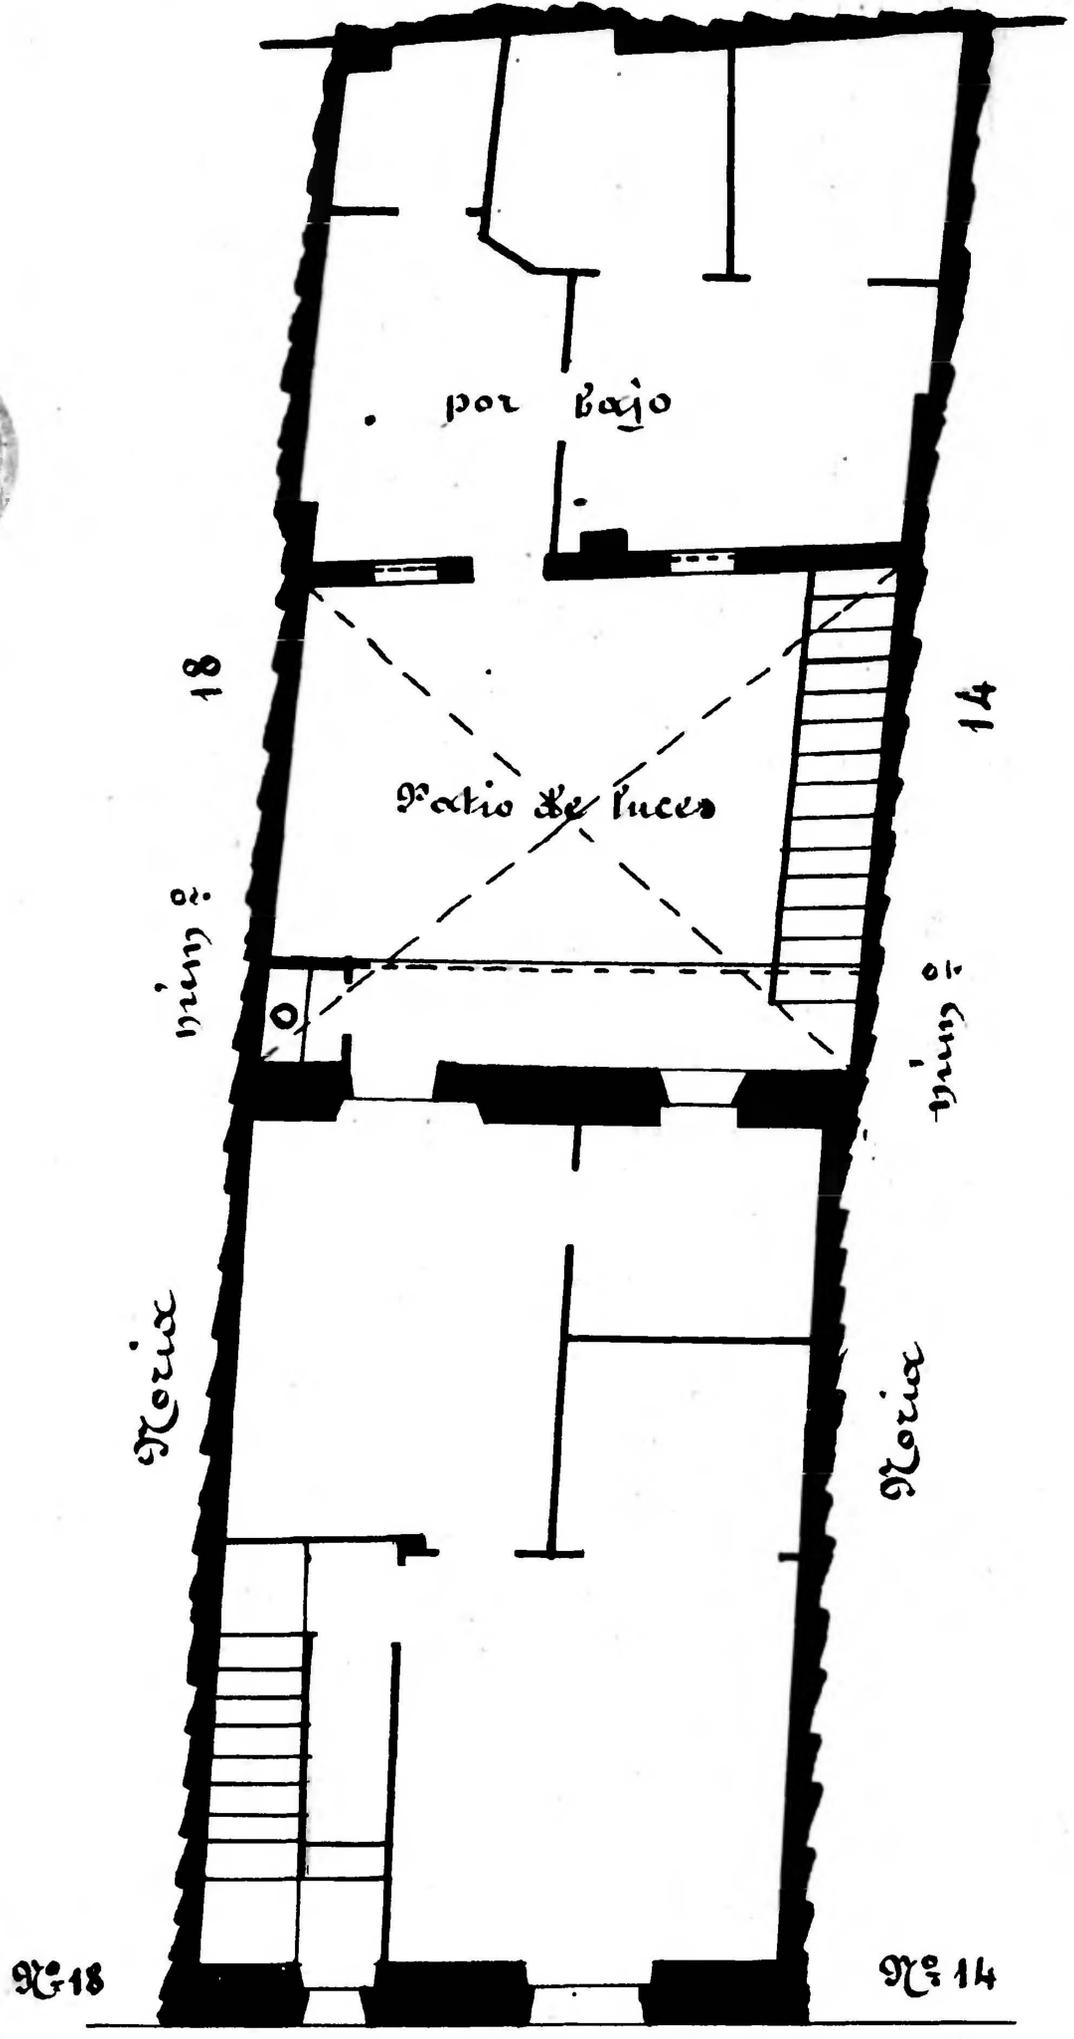 por bajo
Patio de luces
Noria núm.º 18
Noria núm.º 14
N.º 18
N.º 14